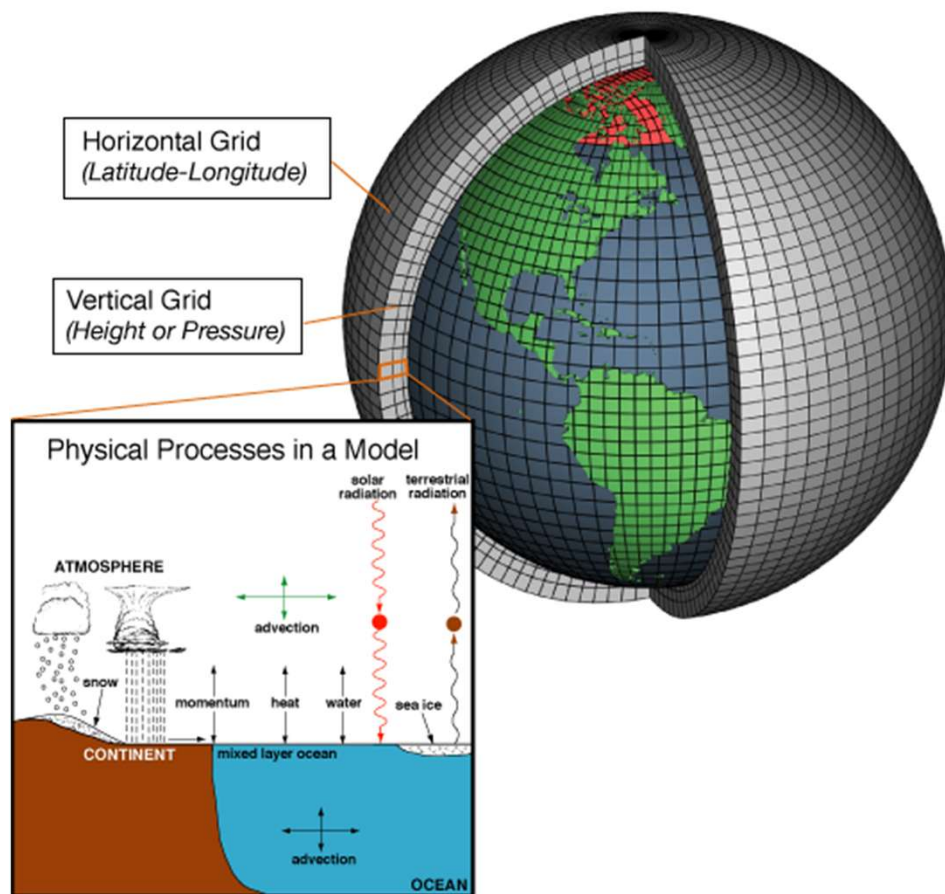 Horizontal Grid
(Latitude-Longitude)
Vertical Grid
(Height or Pressure)
Physical Processes in a Model
solar
radiation
terrestrial
radiation
ATMOSPHERE
advection
snow
momentum
heat
water
sea ice
CONTINENT
mixed layer ocean
advection
OCEAN